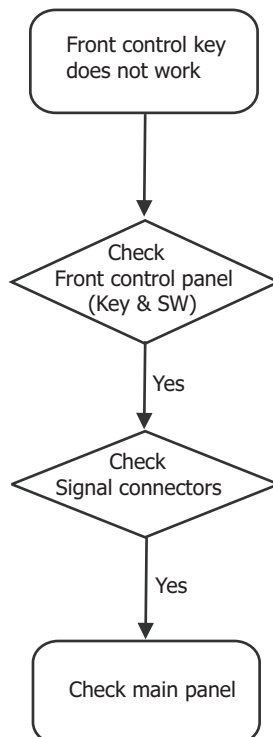 Front control key
does not work
Check
Front control panel
(Key & SW)
Yes
Check
Signal connectors
Yes
Check main panel